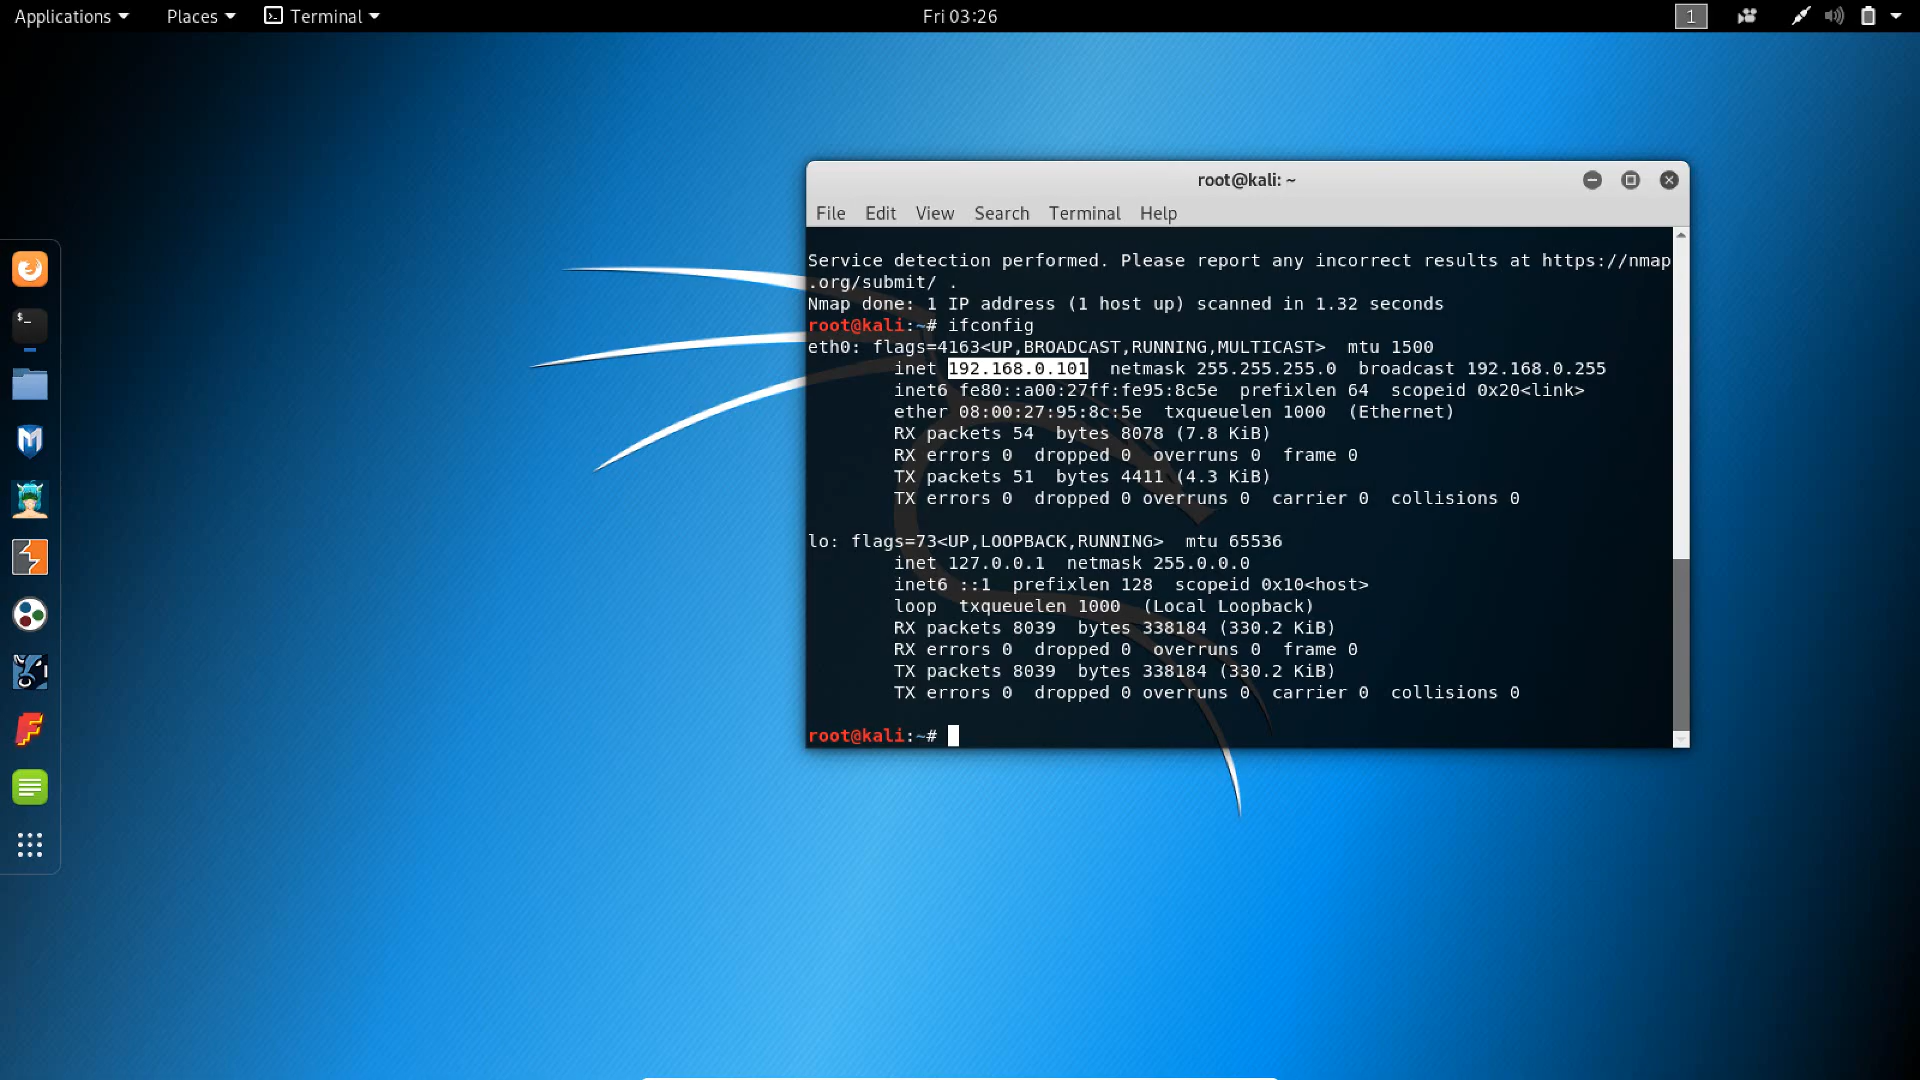 Applications Places Terminal Fri 03:26 1
root@kali: ~
File Edit View Search Terminal Help
Service detection performed. Please report any incorrect results at https://nmap
.org/submit/ .
Nmap done: 1 IP address (1 host up) scanned in 1.32 seconds
root@kali:~# ifconfig
eth0: flags=4163<UP,BROADCAST,RUNNING,MULTICAST>  mtu 1500
        inet 192.168.0.101  netmask 255.255.255.0  broadcast 192.168.0.255
        inet6 fe80::a00:27ff:fe95:8c5e  prefixlen 64  scopeid 0x20<link>
        ether 08:00:27:95:8c:5e  txqueuelen 1000  (Ethernet)
        RX packets 54  bytes 8078 (7.8 KiB)
        RX errors 0  dropped 0  overruns 0  frame 0
        TX packets 51  bytes 4411 (4.3 KiB)
        TX errors 0  dropped 0 overruns 0  carrier 0  collisions 0
lo: flags=73<UP,LOOPBACK,RUNNING>  mtu 65536
        inet 127.0.0.1  netmask 255.0.0.0
        inet6 ::1  prefixlen 128  scopeid 0x10<host>
        loop  txqueuelen 1000  (Local Loopback)
        RX packets 8039  bytes 338184 (330.2 KiB)
        RX errors 0  dropped 0  overruns 0  frame 0
        TX packets 8039  bytes 338184 (330.2 KiB)
        TX errors 0  dropped 0 overruns 0  carrier 0  collisions 0
root@kali:~#